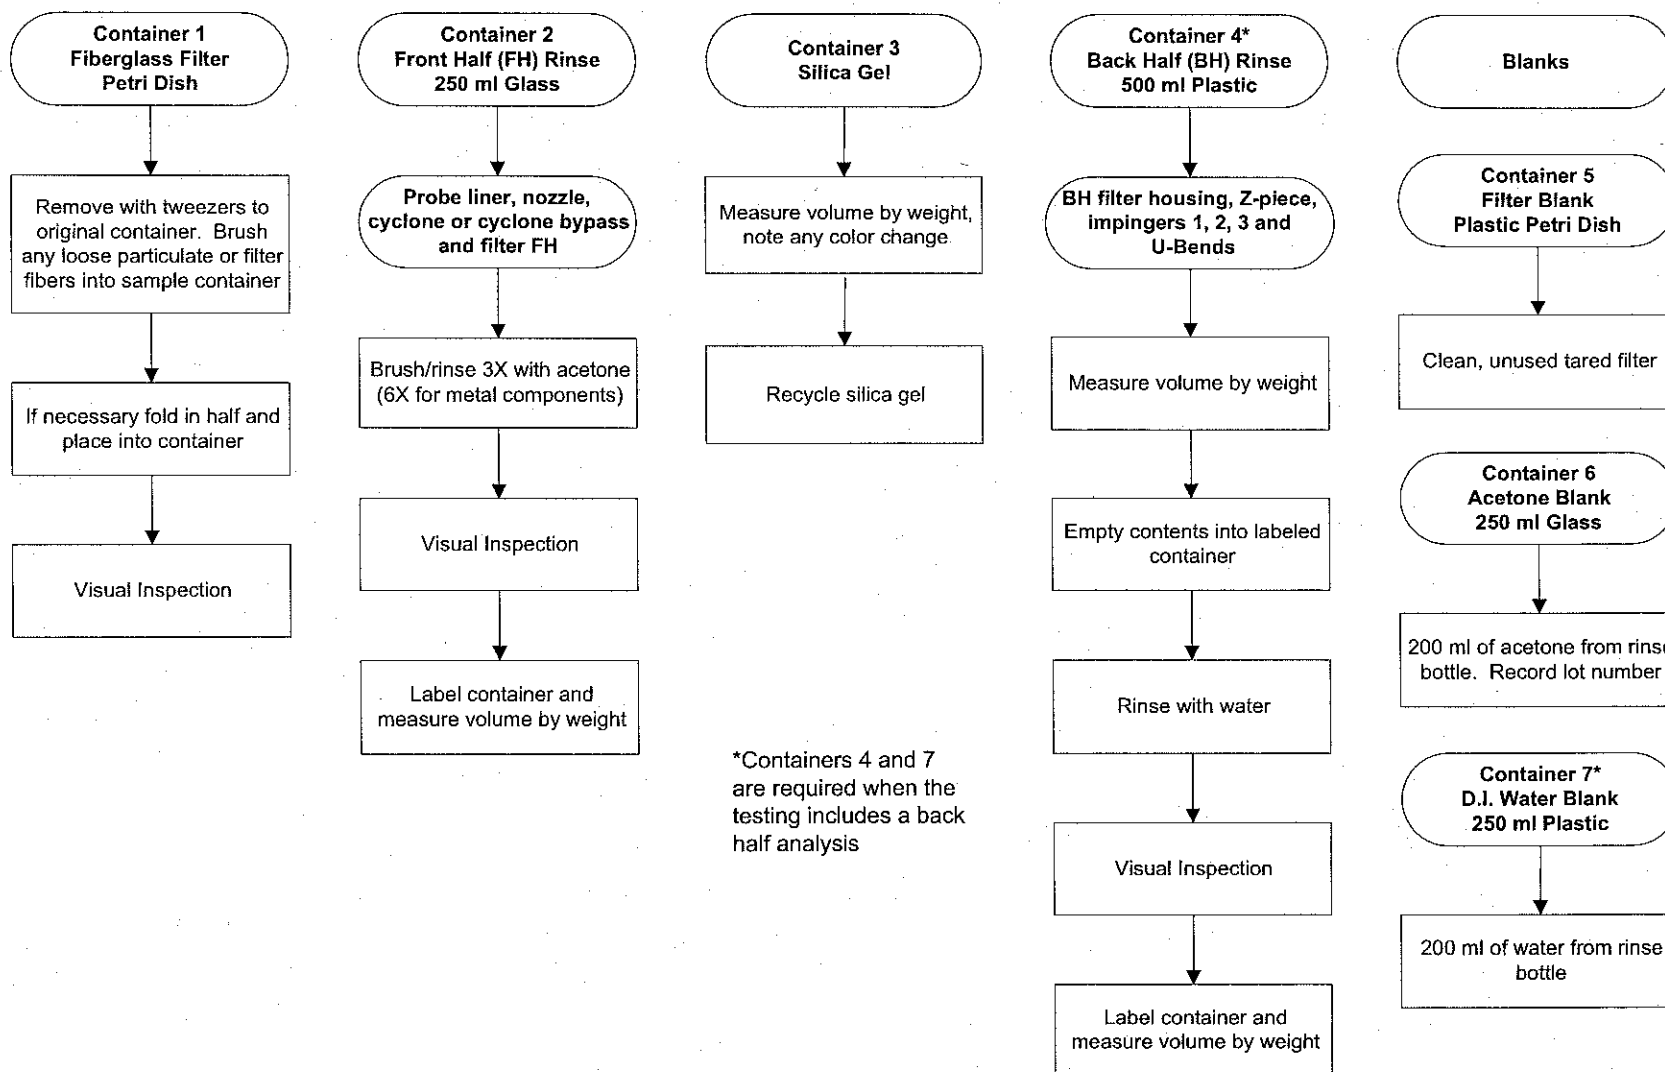 Container 1
Fiberglass Filter
Petri Dish
Remove with tweezers to
original container. Brush
any loose particulate or filter
fibers into sample container
If necessary fold in half and
place into container
Visual Inspection
Container 2
Front Half (FH) Rinse
250 ml Glass
Probe liner, nozzle,
cyclone or cyclone bypass
and filter FH
Brush/rinse 3X with acetone
(6X for metal components)
Visual Inspection
Label container and
measure volume by weight
Container 3
Silica Gel
Measure volume by weight,
note any color change
Recycle silica gel
*Containers 4 and 7
are required when the
testing includes a back
half analysis
Container 4*
Back Half (BH) Rinse
500 ml Plastic
BH filter housing, Z-piece,
impingers 1, 2, 3 and
U-Bends
Measure volume by weight
Empty contents into labeled
container
Rinse with water
Visual Inspection
Label container and
measure volume by weight
Blanks
Container 5
Filter Blank
Plastic Petri Dish
Clean, unused tared filter
Container 6
Acetone Blank
250 ml Glass
200 ml of acetone from rinse
bottle. Record lot number
Container 7*
D.I. Water Blank
250 ml Plastic
200 ml of water from rinse
bottle